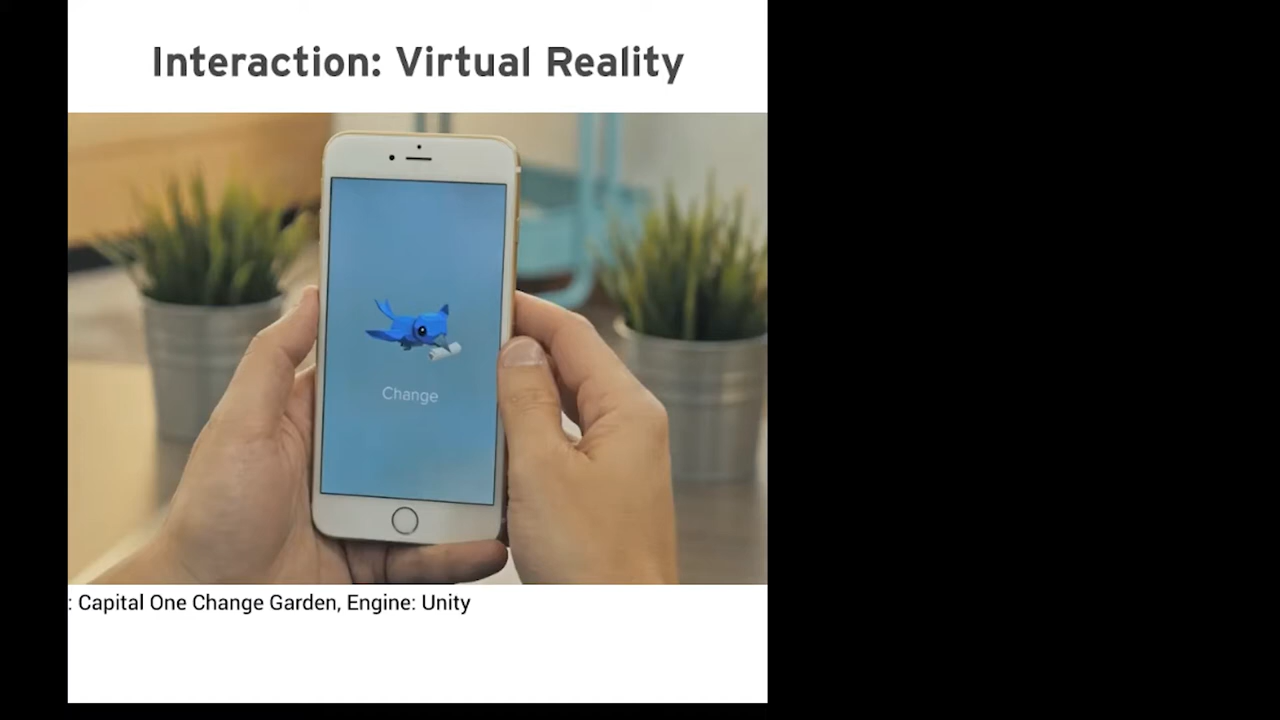 Interaction: Virtual Reality
Change
: Capital One Change Garden, Engine: Unity